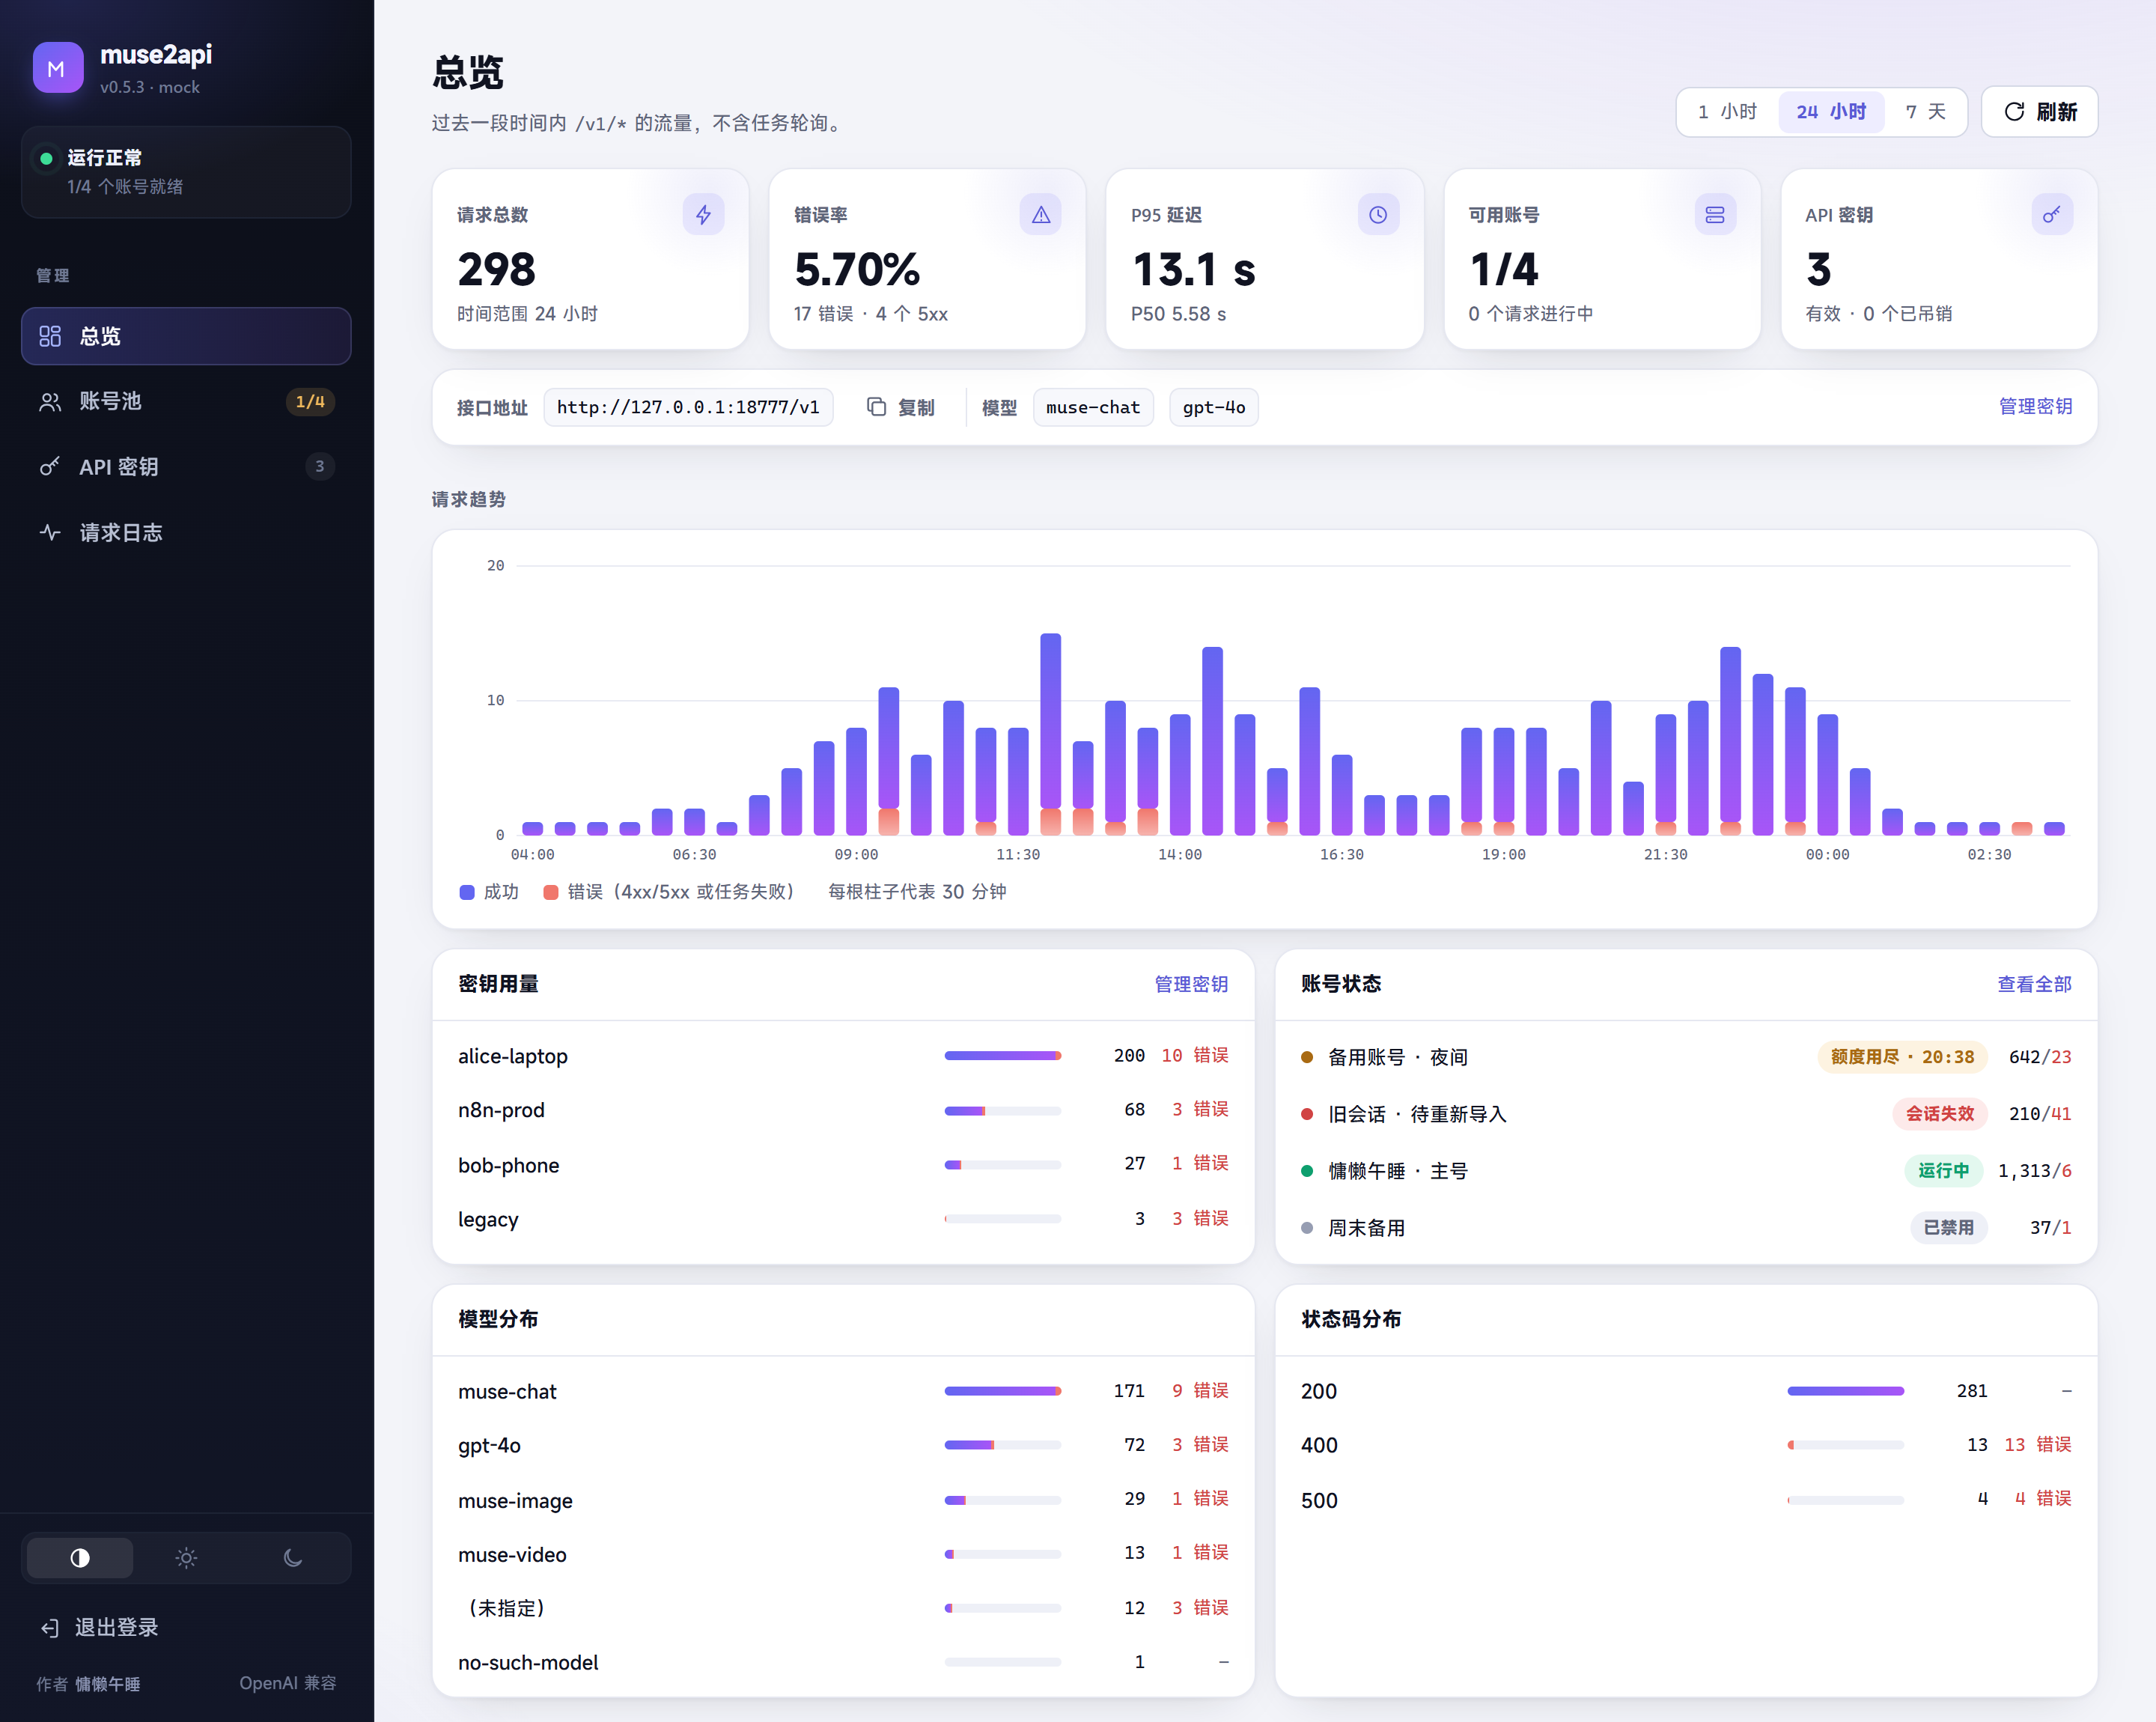 M
muse2api
v0.5.3 · mock
运行正常
1/4 个账号就绪
管理
总览
账号池 1/4
API 密钥 3
请求日志
退出登录
作者 慵懒午睡 OpenAI 兼容
总览
过去一段时间内 /v1/* 的流量，不含任务轮询。
1 小时 24 小时 7 天 刷新
请求总数
298
时间范围 24 小时
错误率
5.70%
17 错误 · 4 个 5xx
P95 延迟
13.1 s
P50 5.58 s
可用账号
1/4
0 个请求进行中
API 密钥
3
有效 · 0 个已吊销
接口地址 http://127.0.0.1:18777/v1 复制 模型 muse-chat gpt-4o 管理密钥
请求趋势
20
10
0
04:00 06:30 09:00 11:30 14:00 16:30 19:00 21:30 00:00 02:30
成功 错误（4xx/5xx 或任务失败） 每根柱子代表 30 分钟
密钥用量 管理密钥
alice-laptop 200 10 错误
n8n-prod 68 3 错误
bob-phone 27 1 错误
legacy 3 3 错误
账号状态 查看全部
备用账号 · 夜间 额度用尽 · 20:38 642/23
旧会话 · 待重新导入 会话失效 210/41
慵懒午睡 · 主号 运行中 1,313/6
周末备用 已禁用 37/1
模型分布
muse-chat 171 9 错误
gpt-4o 72 3 错误
muse-image 29 1 错误
muse-video 13 1 错误
（未指定） 12 3 错误
no-such-model 1 —
状态码分布
200 281 —
400 13 13 错误
500 4 4 错误